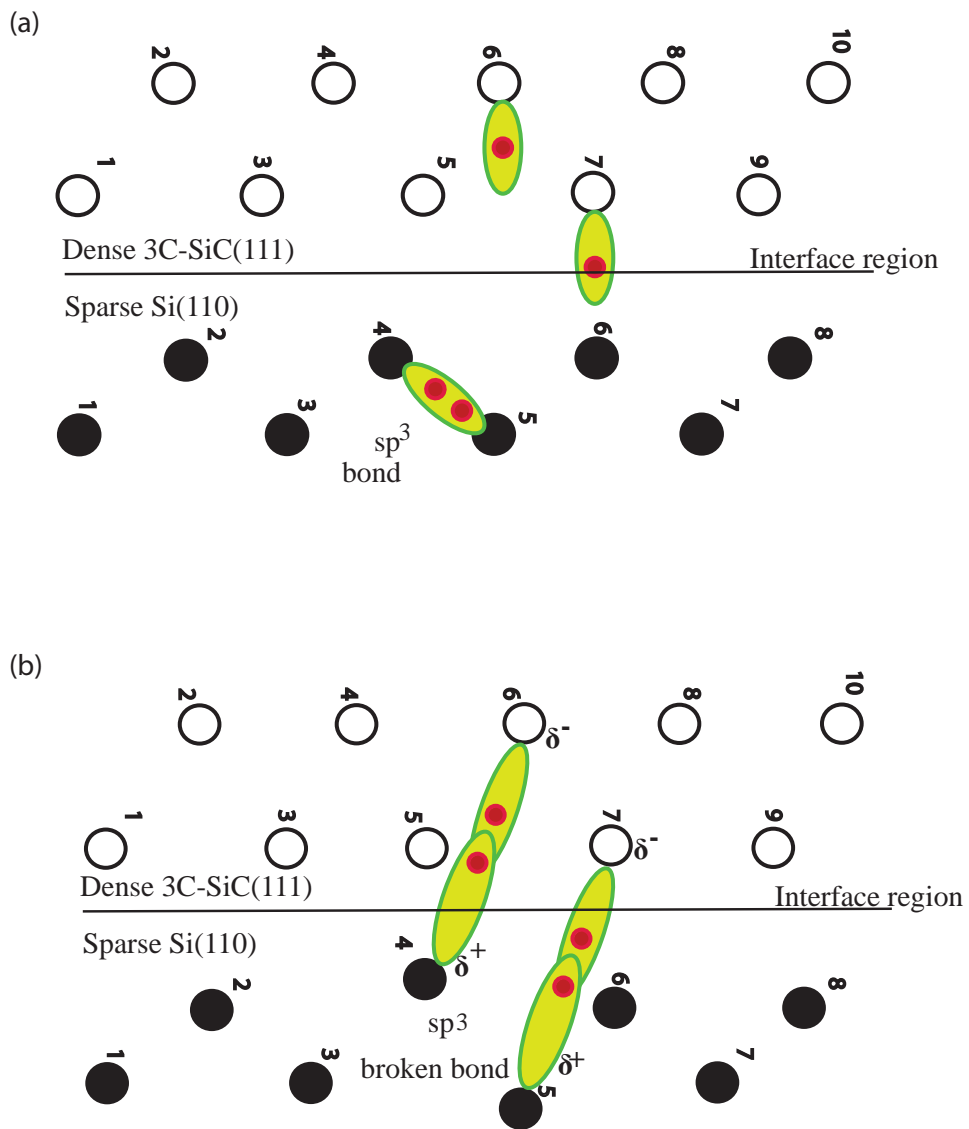 (a)
2 4 6 8 10
1 3 5 7 9
Dense 3C-SiC(111)
Interface region
Sparse Si(110)
2 4 6 8
1 3 5 7
sp³
bond
(b)
2 4 6 8 10
δ⁻
1 3 5 7 9
δ⁻
Dense 3C-SiC(111)
Interface region
Sparse Si(110)
4 δ⁺
2 6 8
sp³
1 3 7
broken bond δ⁺
5